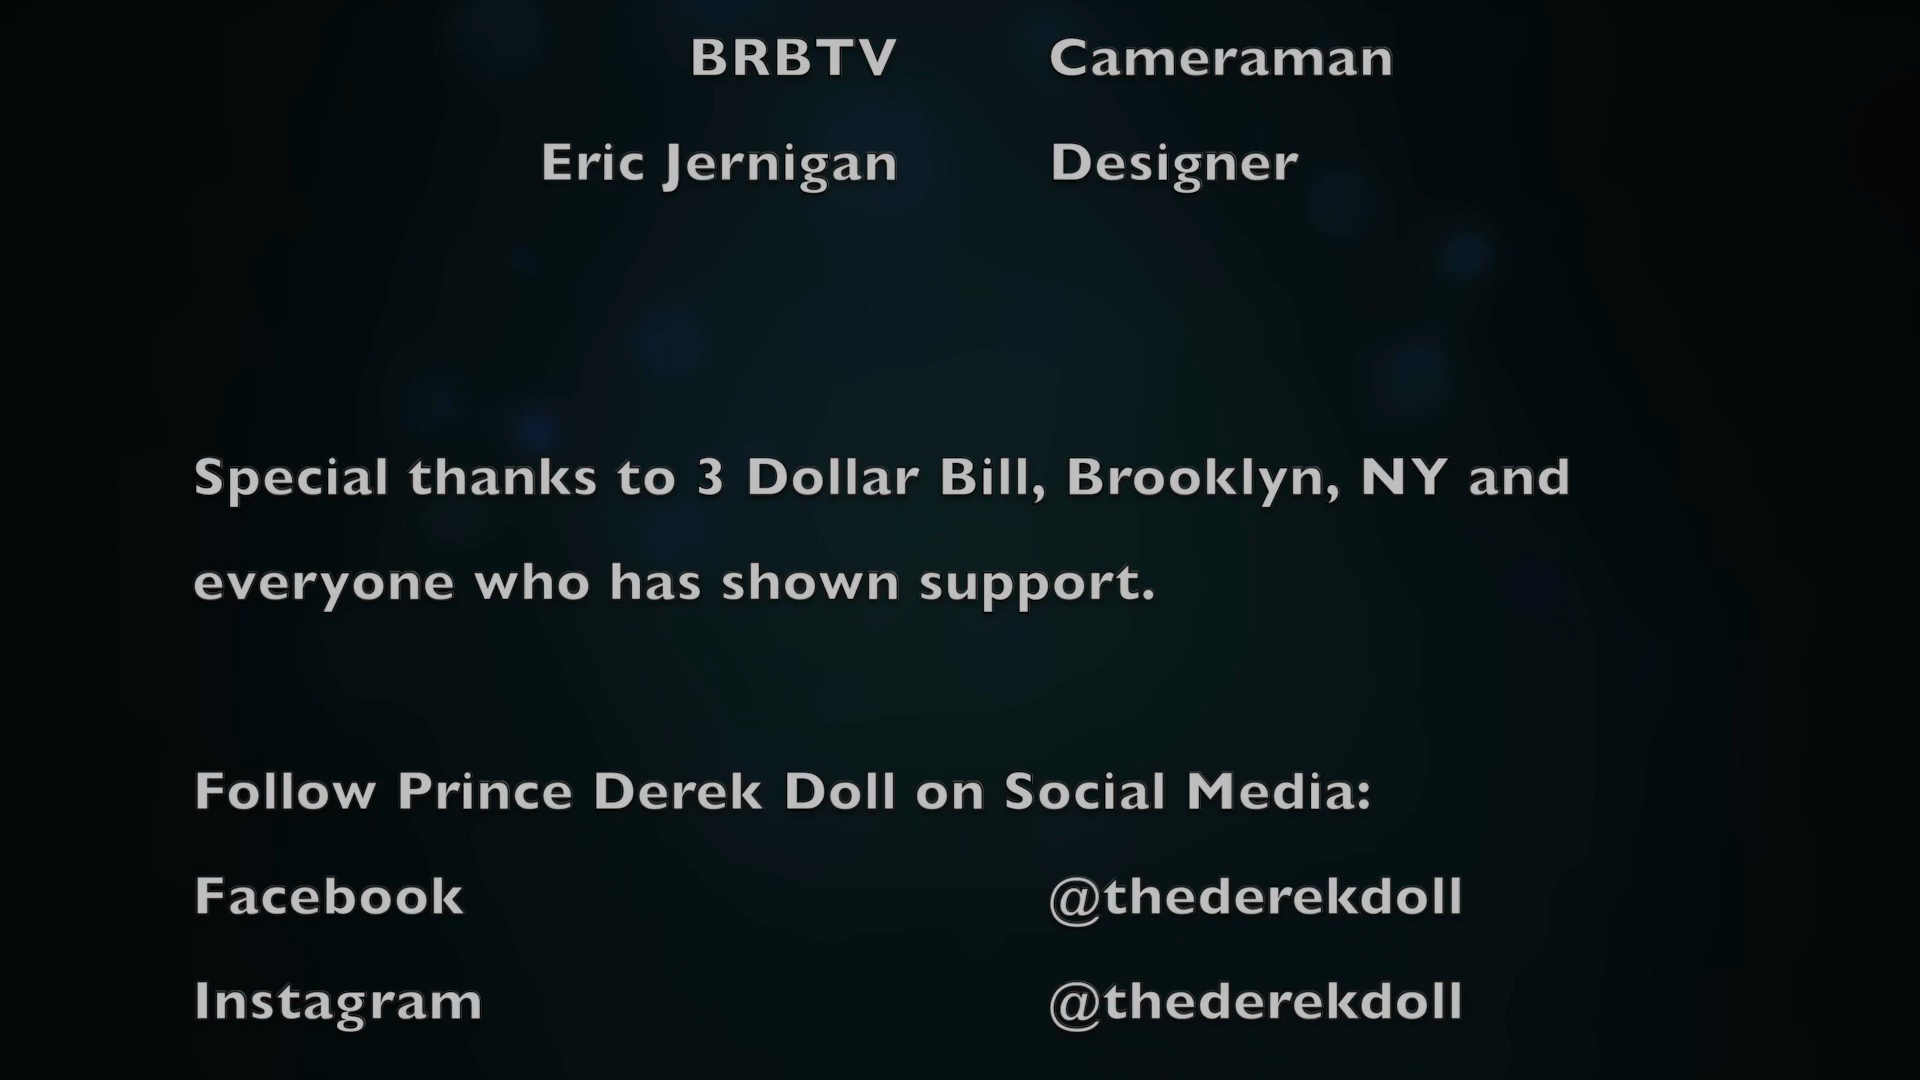 BRBTV Cameraman
Eric Jernigan Designer
Special thanks to 3 Dollar Bill, Brooklyn, NY and
everyone who has shown support.
Follow Prince Derek Doll on Social Media:
Facebook @thederekdoll
Instagram @thederekdoll